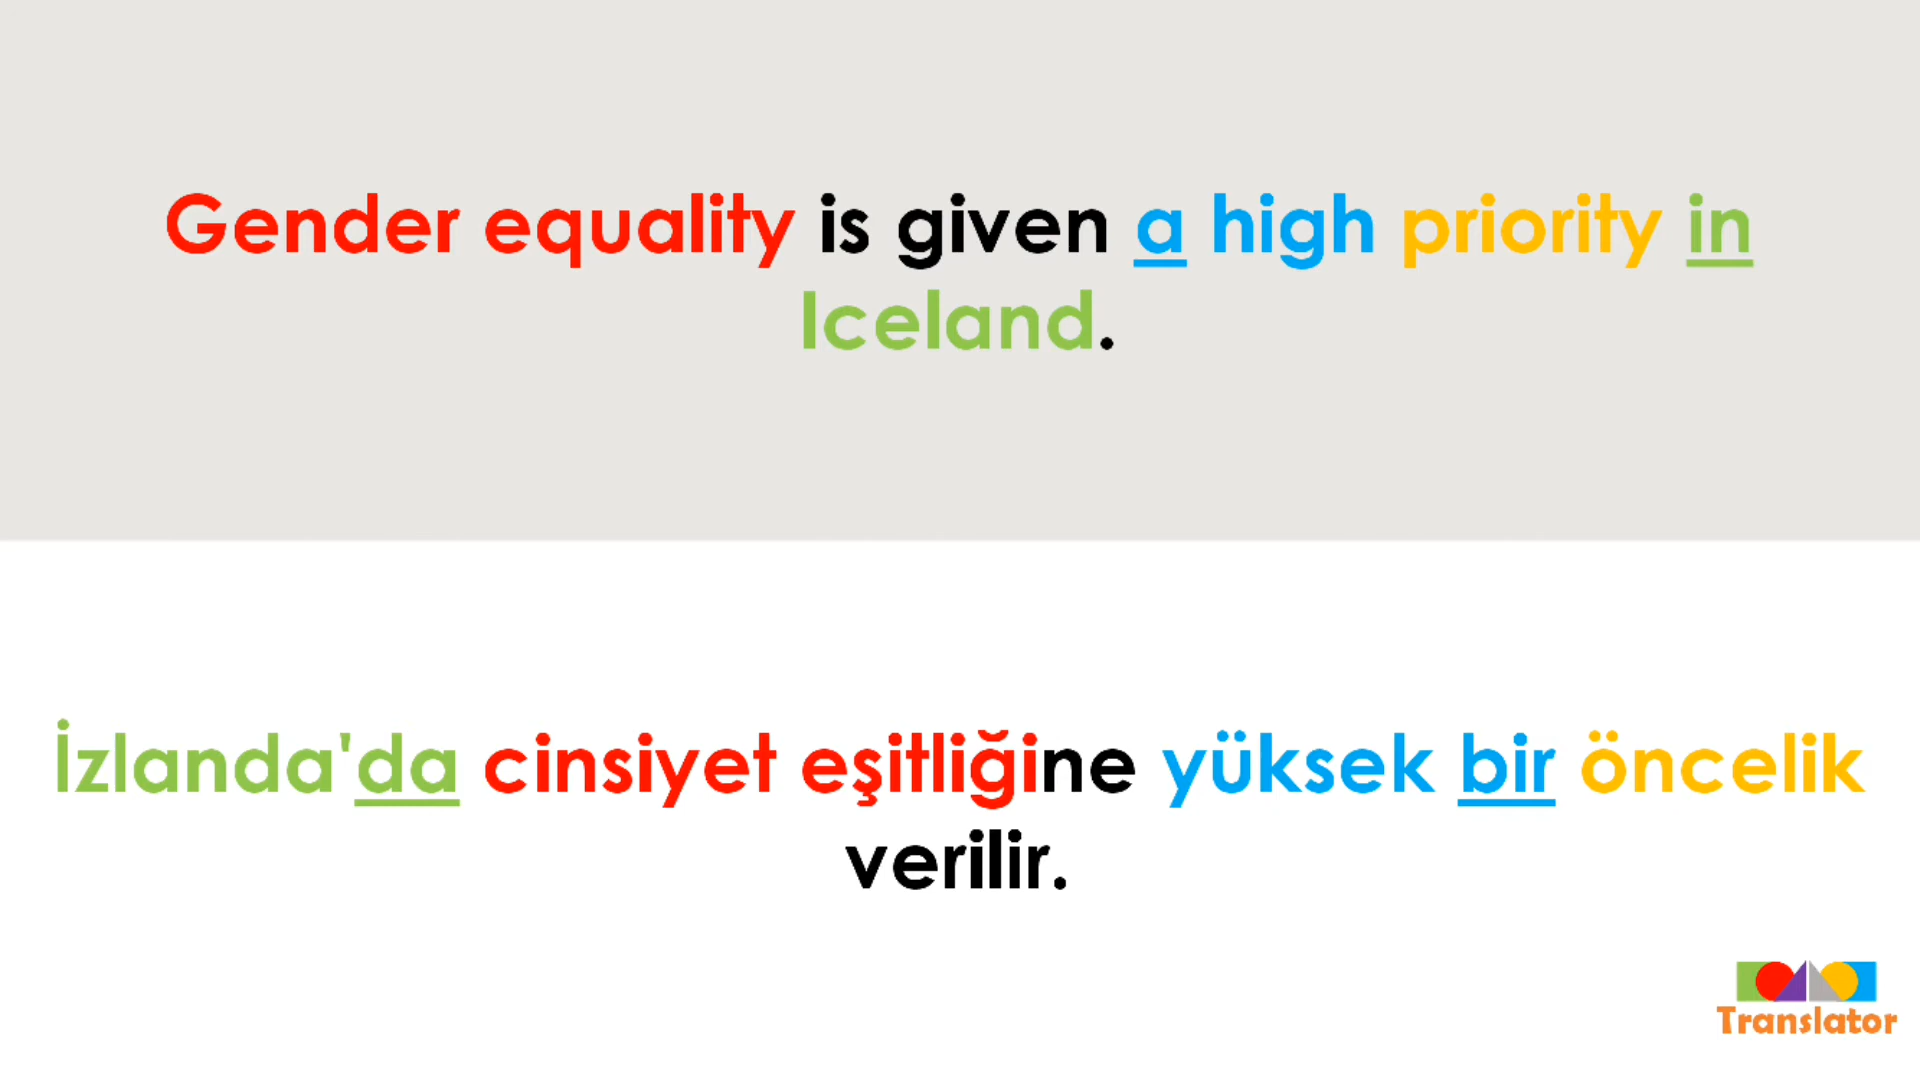 Gender equality is given a high priority in
Iceland.
İzlanda'da cinsiyet eşitliğine yüksek bir öncelik
verilir.
Translator